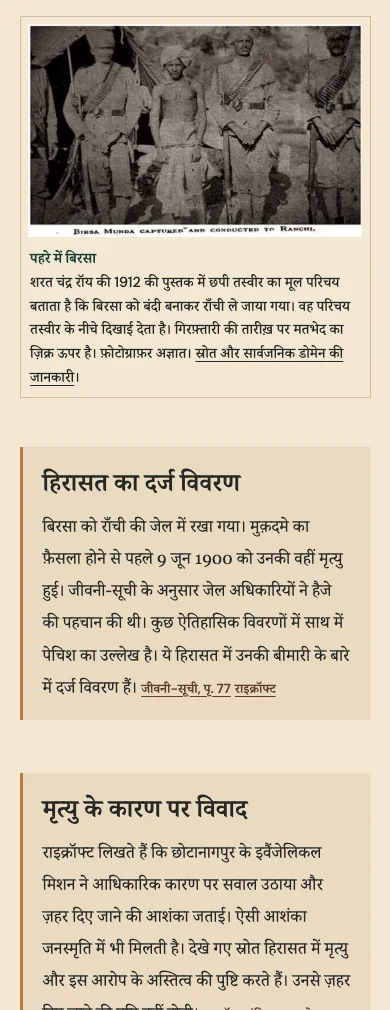 BIRSA MUNDA CAPTURED AND CONDUCTED TO RANCHI.
पहरे में बिरसा
शरत चंद्र रॉय की 1912 की पुस्तक में छपी तस्वीर का मूल परिचय
बताता है कि बिरसा को बंदी बनाकर राँची ले जाया गया। वह परिचय
तस्वीर के नीचे दिखाई देता है। गिरफ़्तारी की तारीख़ पर मतभेद का
ज़िक्र ऊपर है। फ़ोटोग्राफ़र अज्ञात। स्रोत और सार्वजनिक डोमेन की
जानकारी।
हिरासत का दर्ज विवरण
बिरसा को राँची की जेल में रखा गया। मुक़दमे का
फ़ैसला होने से पहले 9 जून 1900 को उनकी वहीं मृत्यु
हुई। जीवनी-सूची के अनुसार जेल अधिकारियों ने हैजे
की पहचान की थी। कुछ ऐतिहासिक विवरणों में साथ में
पेचिश का उल्लेख है। ये हिरासत में उनकी बीमारी के बारे
में दर्ज विवरण हैं। जीवनी-सूची, पृ. 77 राइक्रॉफ्ट
मृत्यु के कारण पर विवाद
राइक्रॉफ्ट लिखते हैं कि छोटानागपुर के इवैंजेलिकल
मिशन ने आधिकारिक कारण पर सवाल उठाया और
ज़हर दिए जाने की आशंका जताई। ऐसी आशंका
जनस्मृति में भी मिलती है। देखे गए स्रोत हिरासत में मृत्यु
और इस आरोप के अस्तित्व की पुष्टि करते हैं। उनसे ज़हर